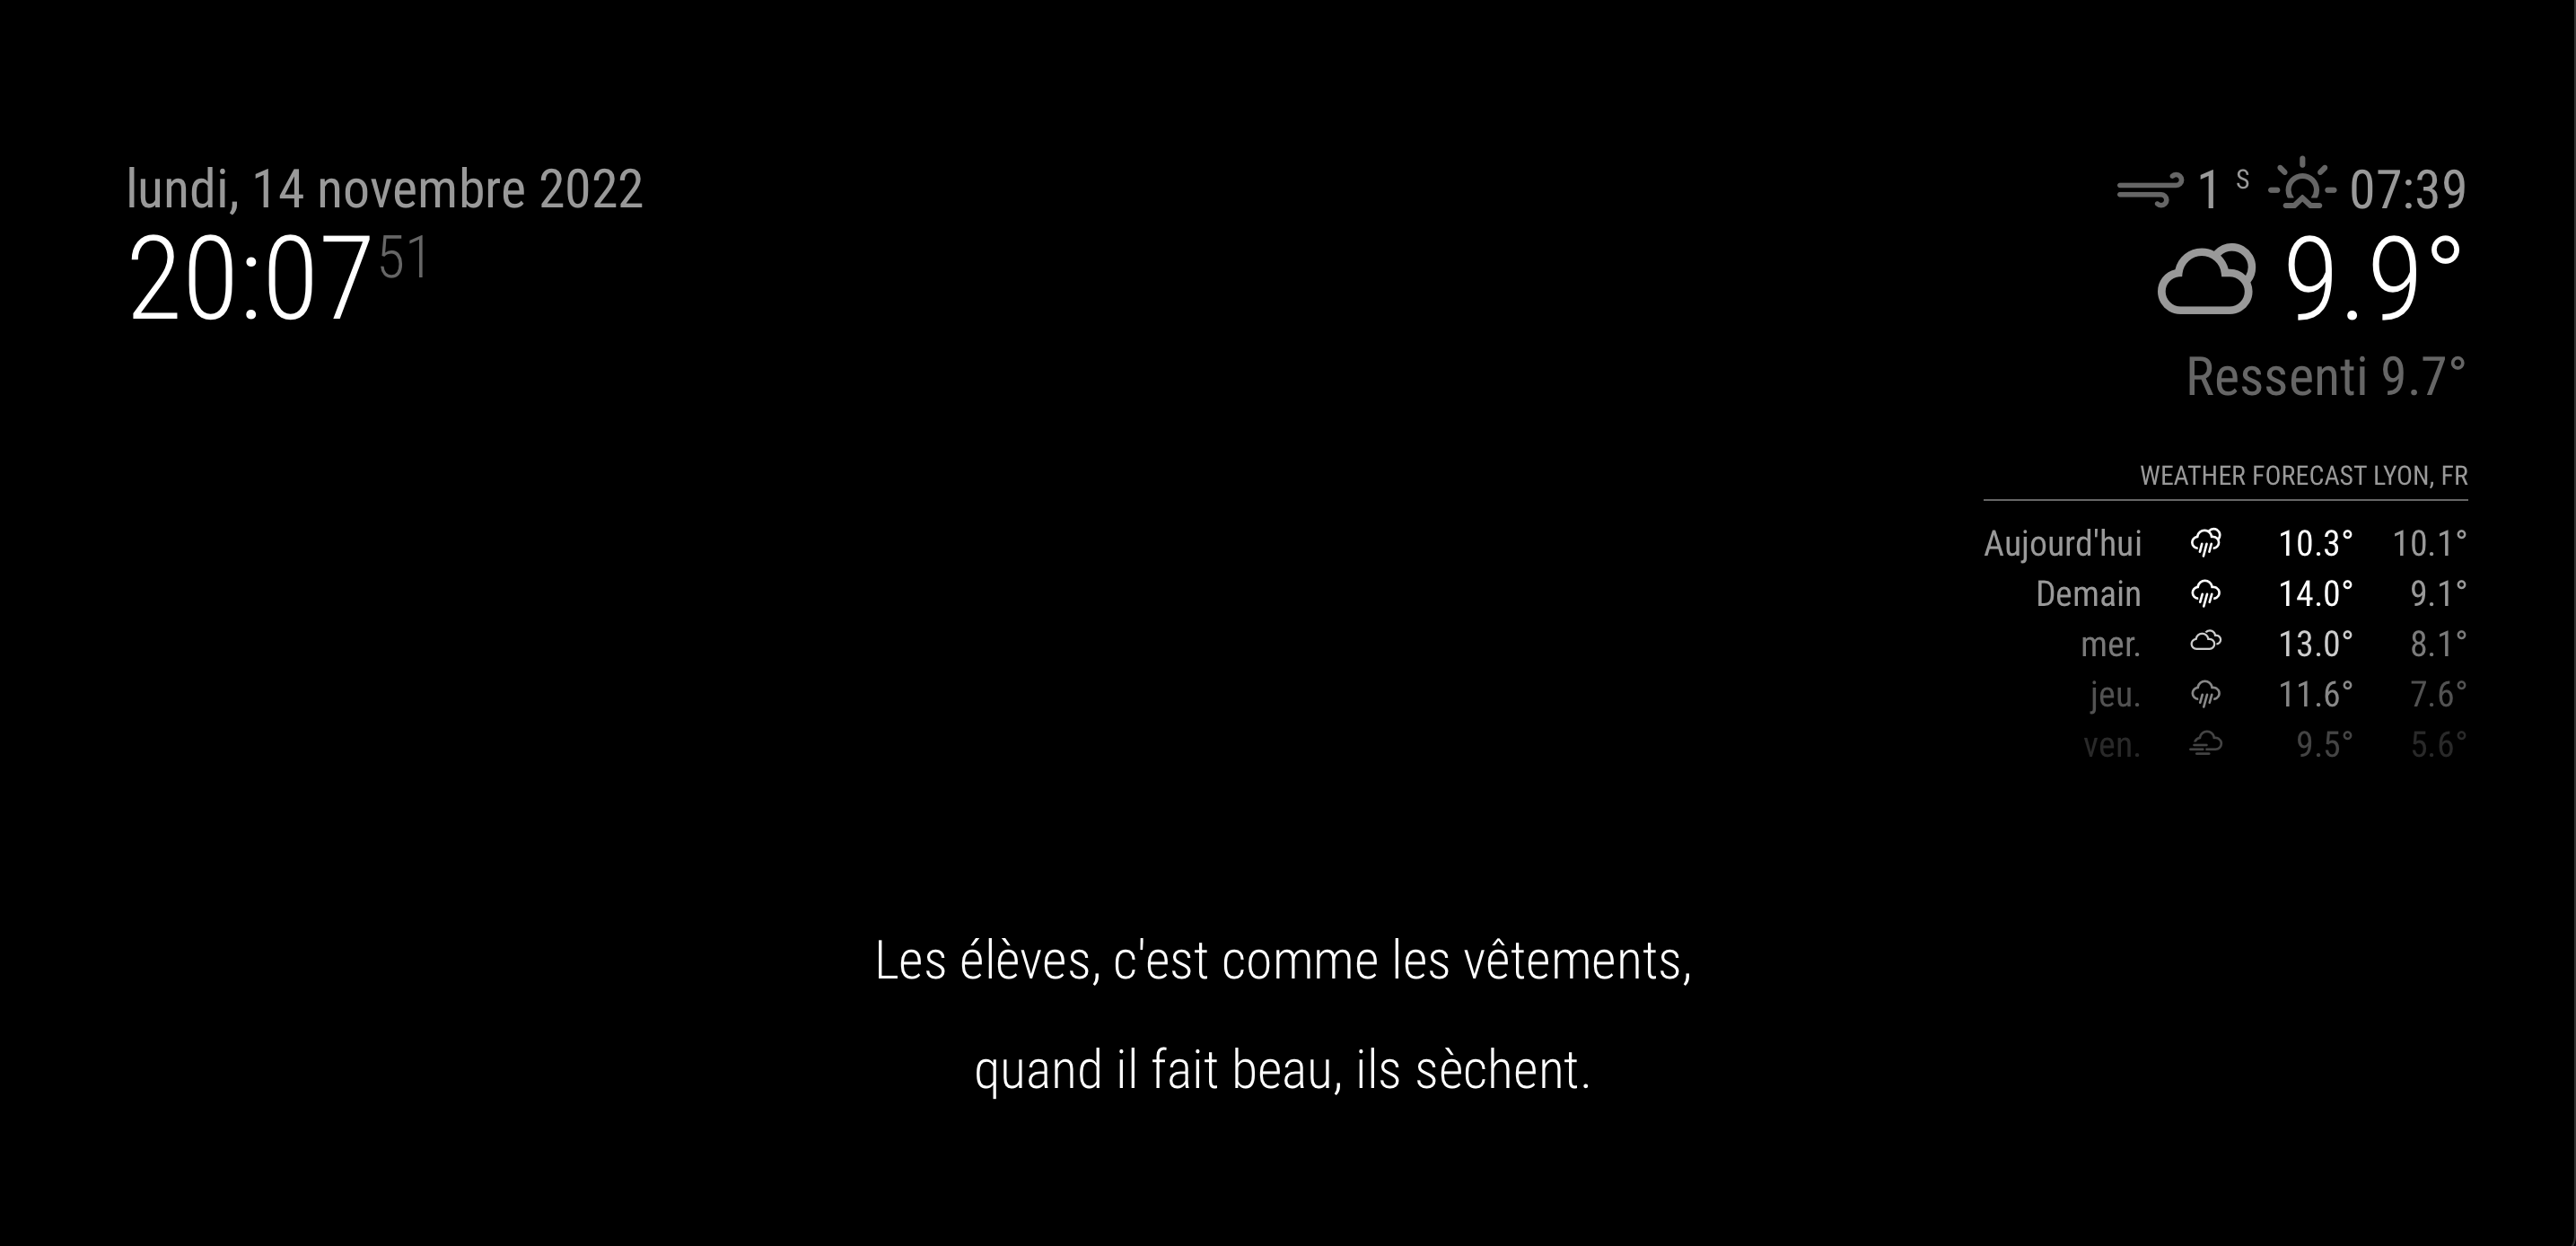 lundi, 14 novembre 2022
20:07 51
1 S 07:39
9.9°
Ressenti 9.7°
WEATHER FORECAST LYON, FR
Aujourd'hui 10.3° 10.1°
Demain 14.0° 9.1°
mer. 13.0° 8.1°
jeu. 11.6° 7.6°
ven. 9.5° 5.6°
Les élèves, c'est comme les vêtements,
quand il fait beau, ils sèchent.